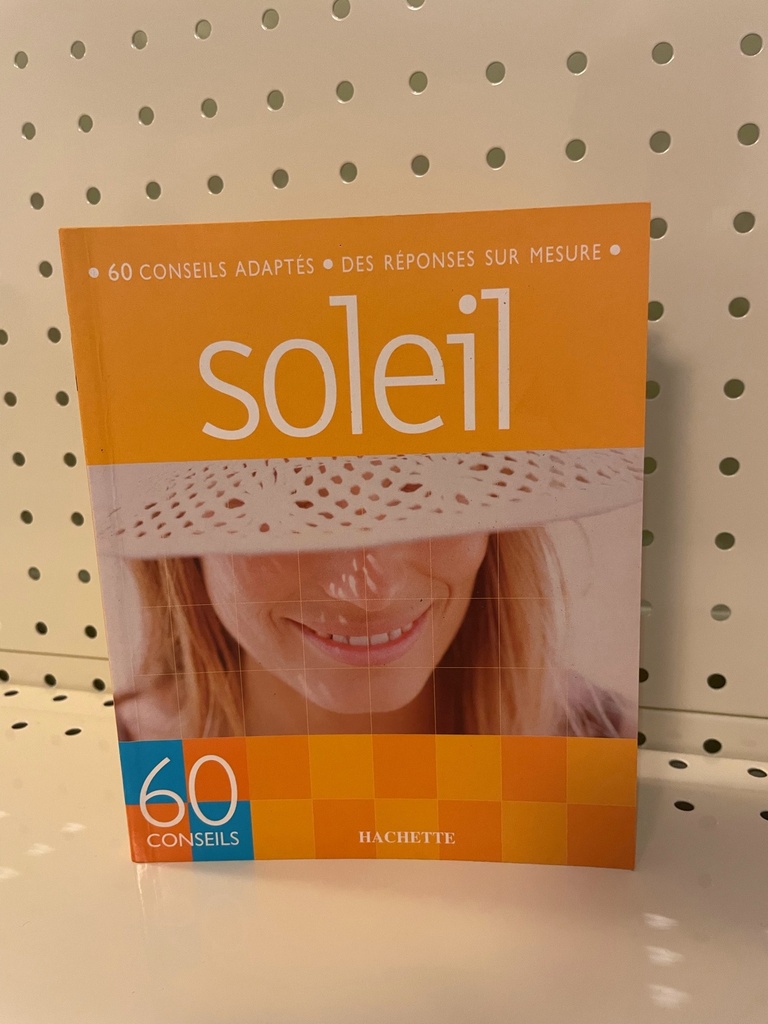 • 60 CONSEILS ADAPTÉS • DES RÉPONSES SUR MESURE •
soleil
60
CONSEILS
HACHETTE